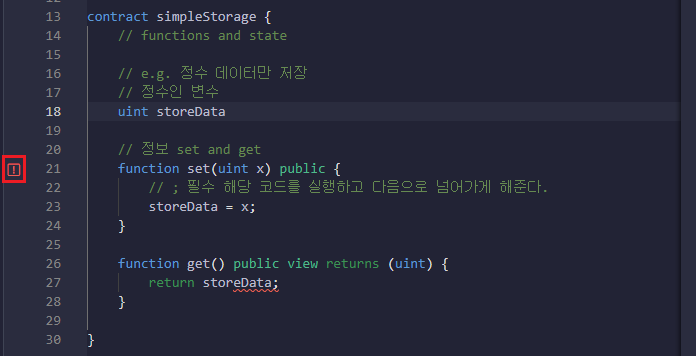 13 contract simpleStorage {
14 // functions and state
15
16 // e.g. 정수 데이터만 저장
17 // 정수인 변수
18 uint storeData
19
20 // 정보 set and get
21 function set(uint x) public {
22 // ; 필수 해당 코드를 실행하고 다음으로 넘어가게 해준다.
23 storeData = x;
24 }
25
26 function get() public view returns (uint) {
27 return storeData;
28 }
29
30 }